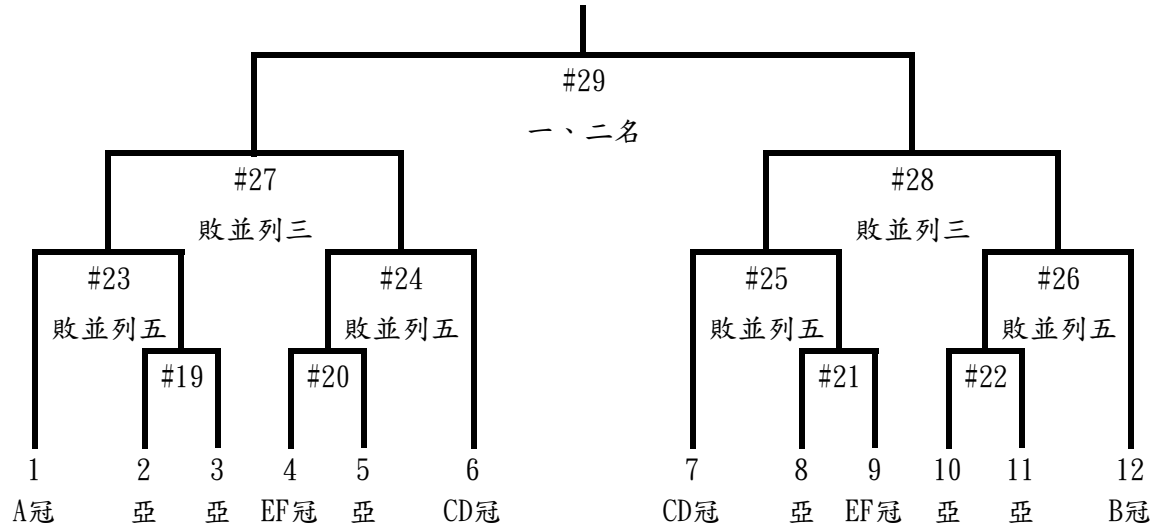 #29
一、二名
#27 #28
敗並列三 敗並列三
#23 #24 #25 #26
敗並列五 敗並列五 敗並列五 敗並列五
#19 #20 #21 #22
1 2 3 4 5 6 7 8 9 10 11 12
A冠 亞 亞 EF冠 亞 CD冠 CD冠 亞 EF冠 亞 亞 B冠